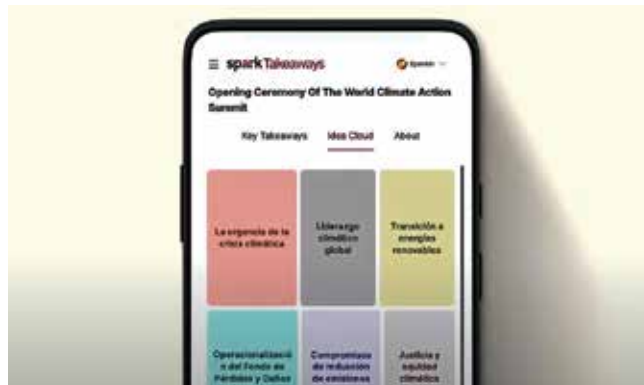 spark Takeaways
Spanish
Opening Ceremony Of The World Climate Action
Summit
Key Takeaways Idea Cloud About
La urgencia de la
crisis climática
Liderazgo
climático
global
Transición a
energías
renovables
Operacionalizació
n del Fondo de
Pérdidas y Daños
Compromisos
de reducción
de emisiones
Justicia y
equidad
climática